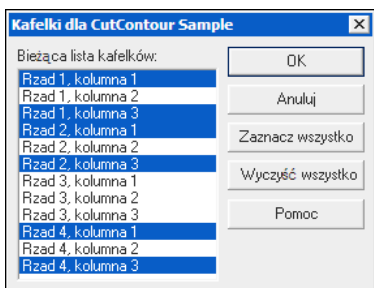 Kafelki dla CutContour Sample
Bieżąca lista kafelków:
Rzad 1, kolumna 1
Rzad 1, kolumna 2
Rzad 1, kolumna 3
Rzad 2, kolumna 1
Rzad 2, kolumna 2
Rzad 2, kolumna 3
Rzad 3, kolumna 1
Rzad 3, kolumna 2
Rzad 3, kolumna 3
Rzad 4, kolumna 1
Rzad 4, kolumna 2
Rzad 4, kolumna 3
OK
Anuluj
Zaznacz wszystko
Wyczyść wszystko
Pomoc